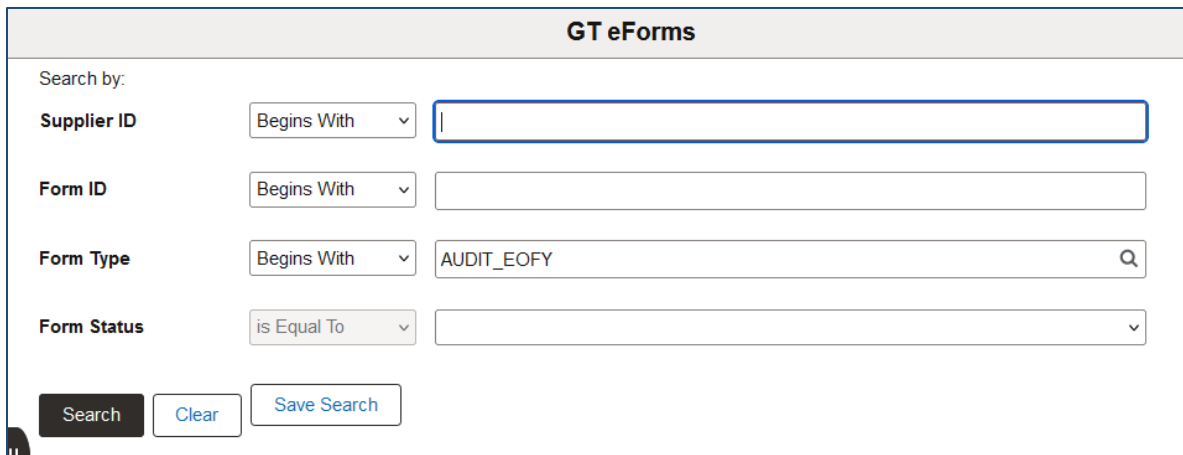 GT eForms
Search by:
Supplier ID Begins With
Form ID Begins With
Form Type Begins With AUDIT_EOFY
Form Status is Equal To
Search Clear Save Search